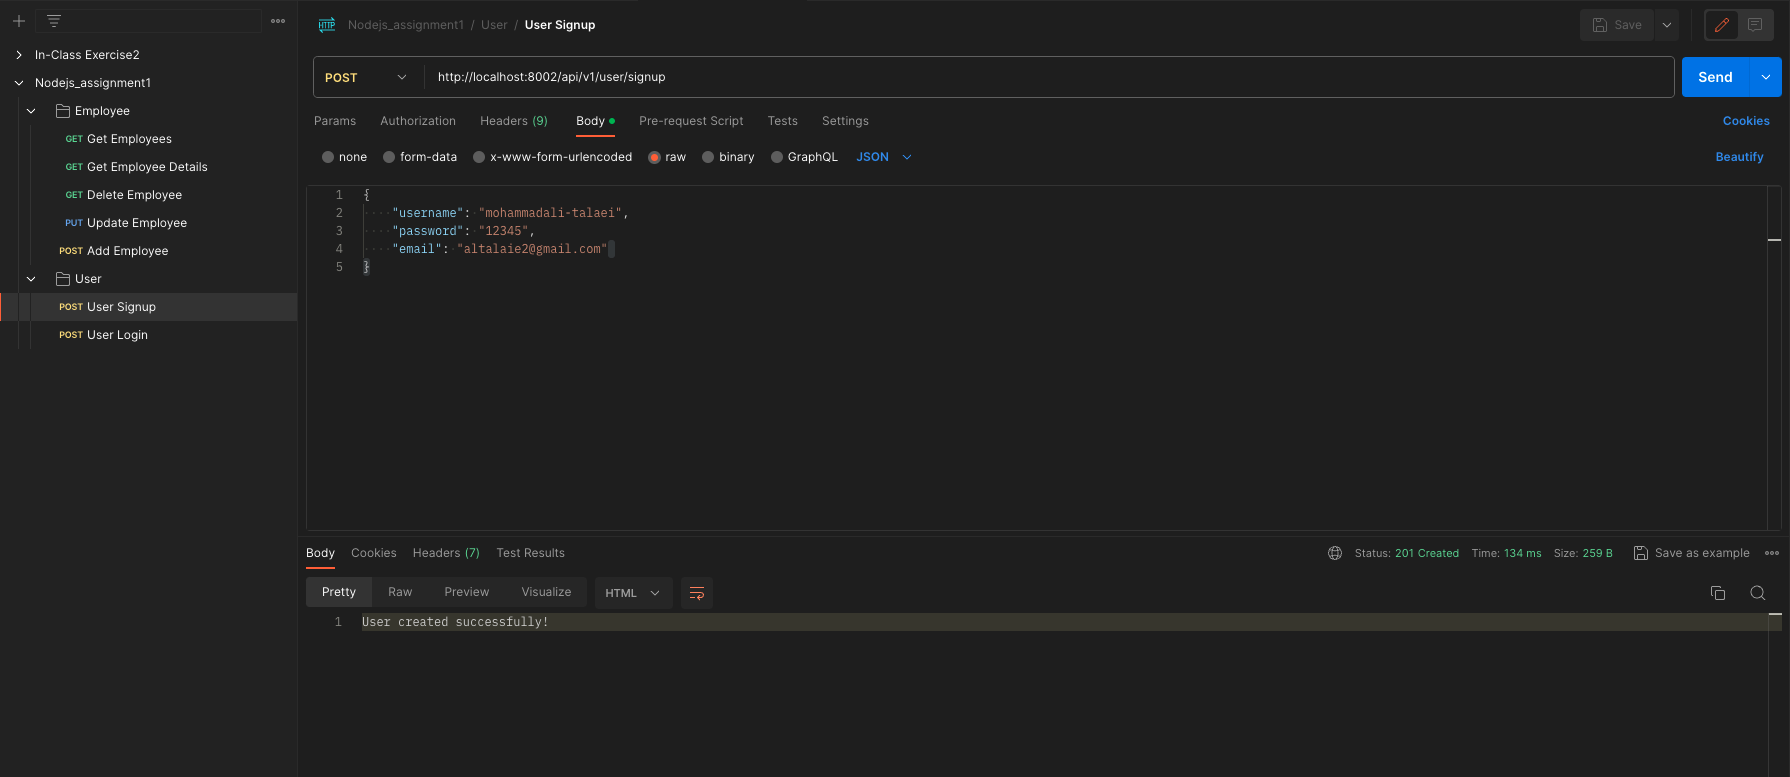 In-Class Exercise2
Nodejs_assignment1
Employee
GET Get Employees
GET Get Employee Details
GET Delete Employee
PUT Update Employee
POST Add Employee
User
POST User Signup
POST User Login
HTTP Nodejs_assignment1 / User / User Signup
Save
POST http://localhost:8002/api/v1/user/signup
Send
Params Authorization Headers (9) Body Pre-request Script Tests Settings
Cookies
none form-data x-www-form-urlencoded raw binary GraphQL JSON
Beautify
1 {
2 ····"username":·"mohammadali-talaei",
3 ····"password":·"12345",
4 ····"email":·"altalaie2@gmail.com"
5 }
Body Cookies Headers (7) Test Results
Status: 201 Created Time: 134 ms Size: 259 B Save as example
Pretty Raw Preview Visualize HTML
1 User created successfully!